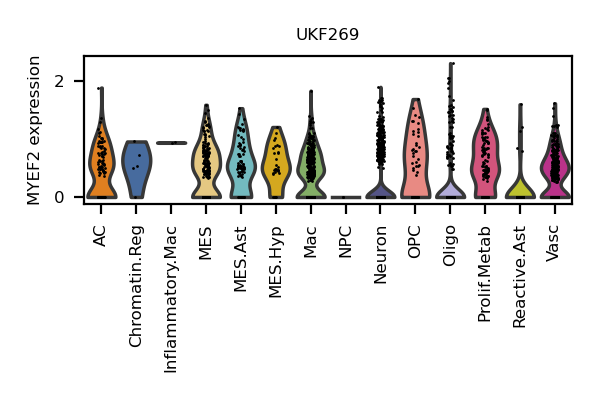 UKF269
MYEF2 expression
2
0
AC
Chromatin.Reg
Inflammatory.Mac
MES
MES.Ast
MES.Hyp
Mac
NPC
Neuron
OPC
Oligo
Prolif.Metab
Reactive.Ast
Vasc